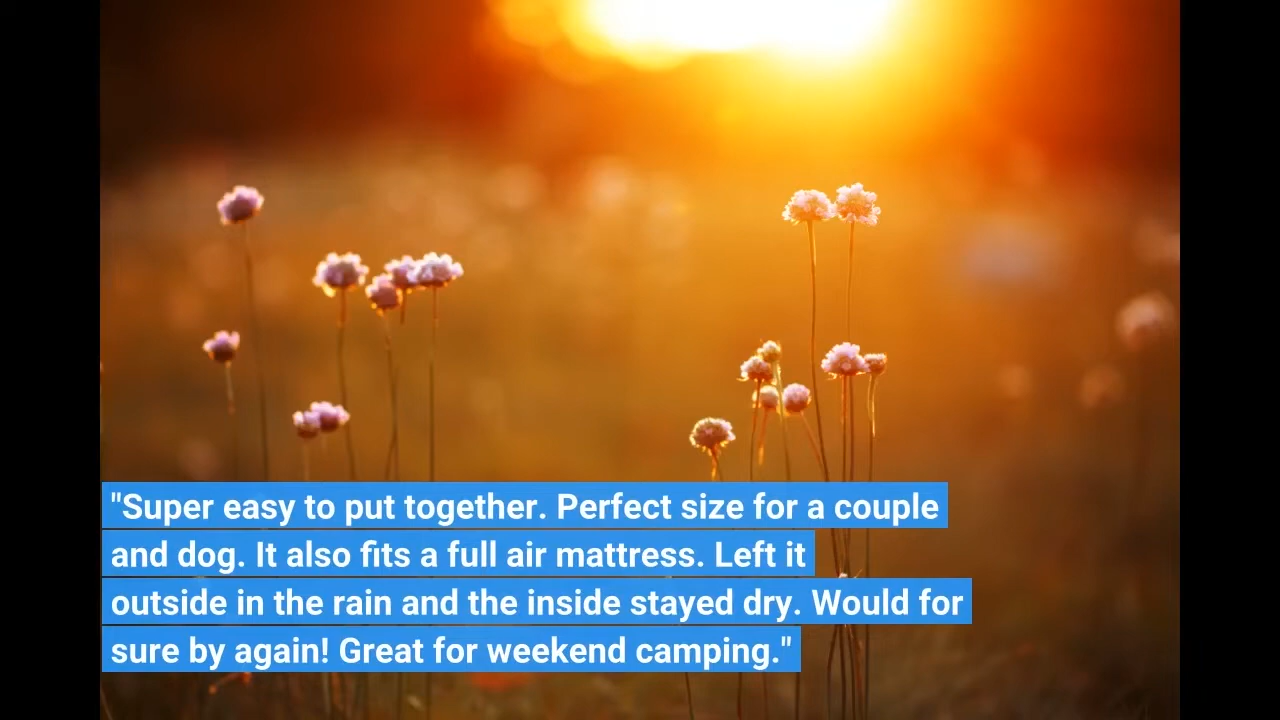 "Super easy to put together. Perfect size for a couple
and dog. It also fits a full air mattress. Left it
outside in the rain and the inside stayed dry. Would for
sure by again! Great for weekend camping."